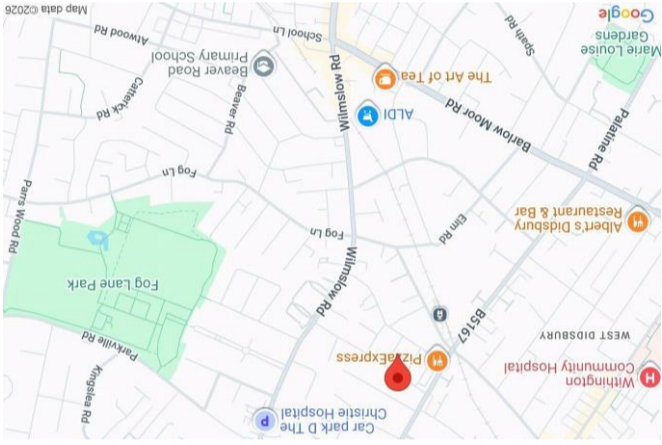 Car park D The
Christie Hospital
Kingslea Rd
Withington
Community Hospital
PizzaExpress
WEST DIDSBURY
Parkville Rd
B5167
Wilmslow Rd
Fog Lane Park
Albert's Didsbury
Restaurant & Bar
Elm Rd
Fog Ln
Parrs Wood Rd
Fog Ln
Palatine Rd
Barlow Moor Rd
ALDI
Wilmslow Rd
Beaver Rd
Catterick Rd
The Art of Tea
Beaver Road
Primary School
Marie Louise
Gardens
Spath Rd
School Ln
Atwood Rd
Google
Map data ©2026